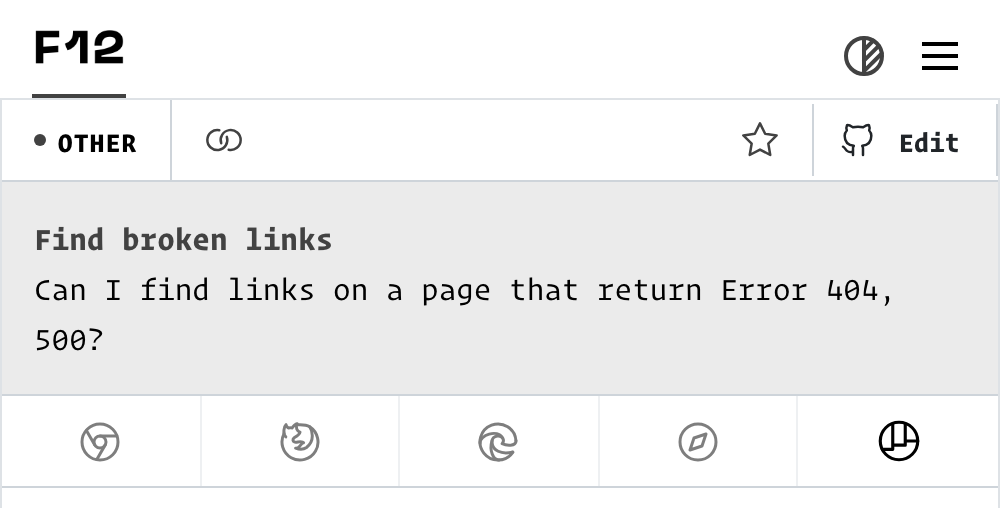 F12
OTHER
Edit
Find broken links
Can I find links on a page that return Error 404,
500?